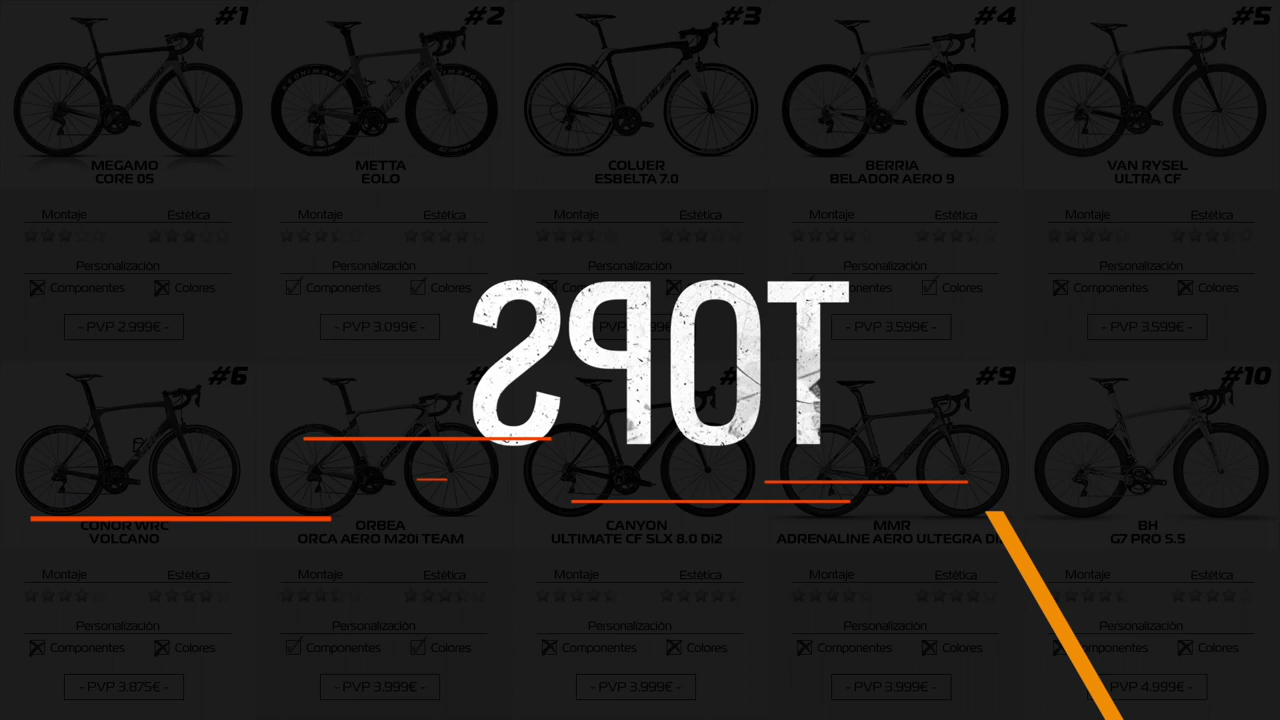 #1
#2
#3
#4
#5
MEGAMO
CORE 05
METTA
EOLO
COLUER
ESBELTA 7.0
BERRIA
BELADOR AERO 9
VAN RYSEL
ULTRA CF
Montaje Estética
Montaje Estética
Montaje Estética
Montaje Estética
Montaje Estética
Personalización
Personalización
Personalización
Personalización
Personalización
Componentes Colores
Componentes Colores
Colores
Componentes Colores
- PVP 2.999€ -
- PVP 3.099€ -
- PVP 3.599€ -
- PVP 3.599€ -
TOPS
#6
#9
#10
CONOR WRC
VOLCANO
ORBEA
ORCA AERO M20i TEAM
CANYON
ULTIMATE CF SLX 8.0 Di2
MMR
ADRENALINE AERO ULTEGRA
BH
G7 PRO 5.5
Montaje Estética
Montaje Estética
Montaje Estética
Montaje Estética
Montaje Estética
Personalización
Personalización
Personalización
Personalización
Personalización
Componentes Colores
Componentes Colores
Componentes Colores
Componentes Colores
Colores
- PVP 3.875€ -
- PVP 3.999€ -
- PVP 3.999€ -
- PVP 3.999€ -
PVP 4.999€ -